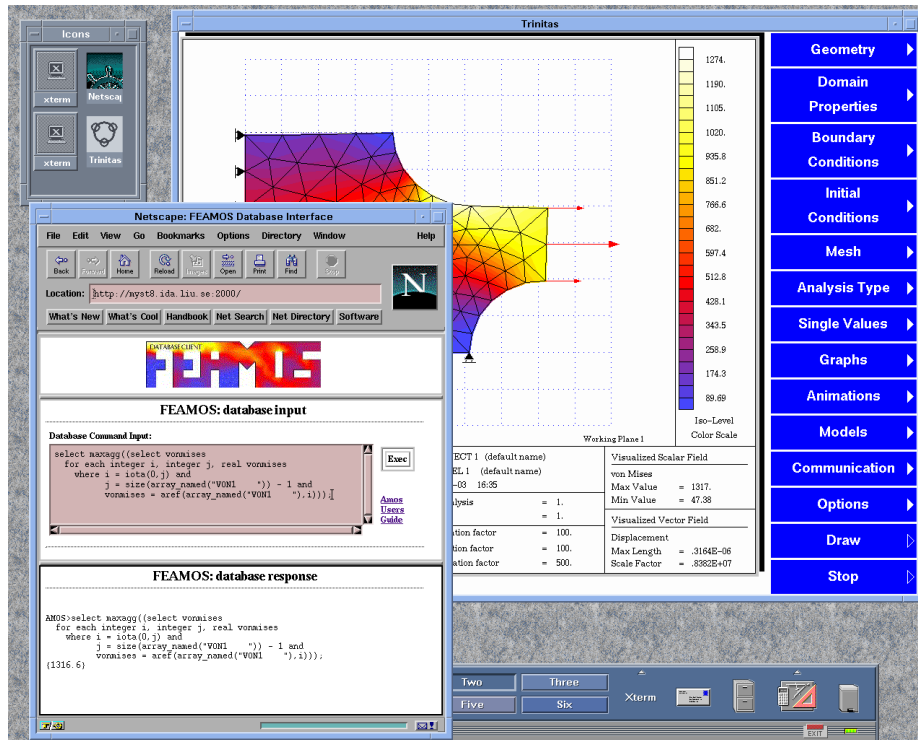 Icons
xterm
Netscap
xterm
Trinitas
Trinitas
1274.
1190.
1105.
1020.
935.8
851.2
766.6
682.
597.4
512.8
428.1
343.5
258.9
174.3
89.69
Iso-Level
Color Scale
Working Plane 1
ECT 1 (default name)
EL 1 (default name)
-03 16:35
lysis = 1.
= 1.
ation factor = 100.
tion factor = 100.
ation factor = 500.
Visualized Scalar Field
von Mises
Max Value = 1317.
Min Value = 47.38
Visualized Vector Field
Displacement
Max Length = .3164E-06
Scale Factor = .8382E+07
Geometry
Domain
Properties
Boundary
Conditions
Initial
Conditions
Mesh
Analysis Type
Single Values
Graphs
Animations
Models
Communication
Options
Draw
Stop
Netscape: FEAMOS Database Interface
File Edit View Go Bookmarks Options Directory Window Help
Back Forward Home Reload Images Open Print Find Stop
N
Location: http://myst8.ida.liu.se:2000/
What's New What's Cool Handbook Net Search Net Directory Software
DATABASE CLIENT
FEAMOS
FEAMOS: database input
Database Command Input:
select maxagg((select vonmises
for each integer i, integer j, real vonmises
where i = iota(0,j) and
j = size(array_named("VON1    ")) - 1 and
vonmises = aref(array_named("VON1    "),i)));
Exec
Amos
Users
Guide
FEAMOS: database response
AMOS>select maxagg((select vonmises
for each integer i, integer j, real vonmises
where i = iota(0,j) and
j = size(array_named("VON1    ")) - 1 and
vonmises = aref(array_named("VON1    "),i)));
{1316.6}
Two
Three
Five
Six
Xterm
EXIT